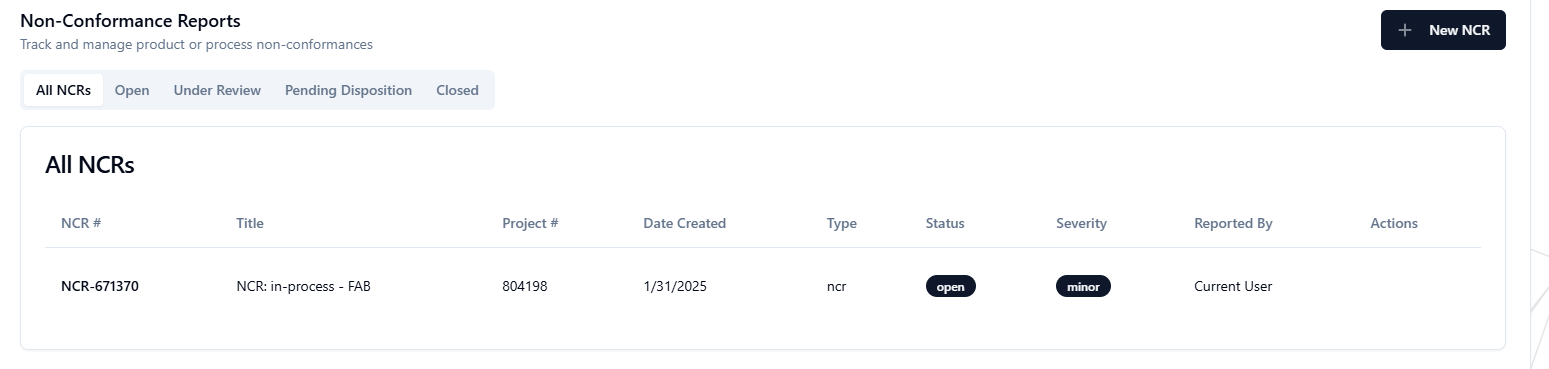 Non-Conformance Reports
Track and manage product or process non-conformances
New NCR
All NCRs Open Under Review Pending Disposition Closed
All NCRs
NCR # Title Project # Date Created Type Status Severity Reported By Actions
NCR-671370 NCR: in-process - FAB 804198 1/31/2025 ncr open minor Current User